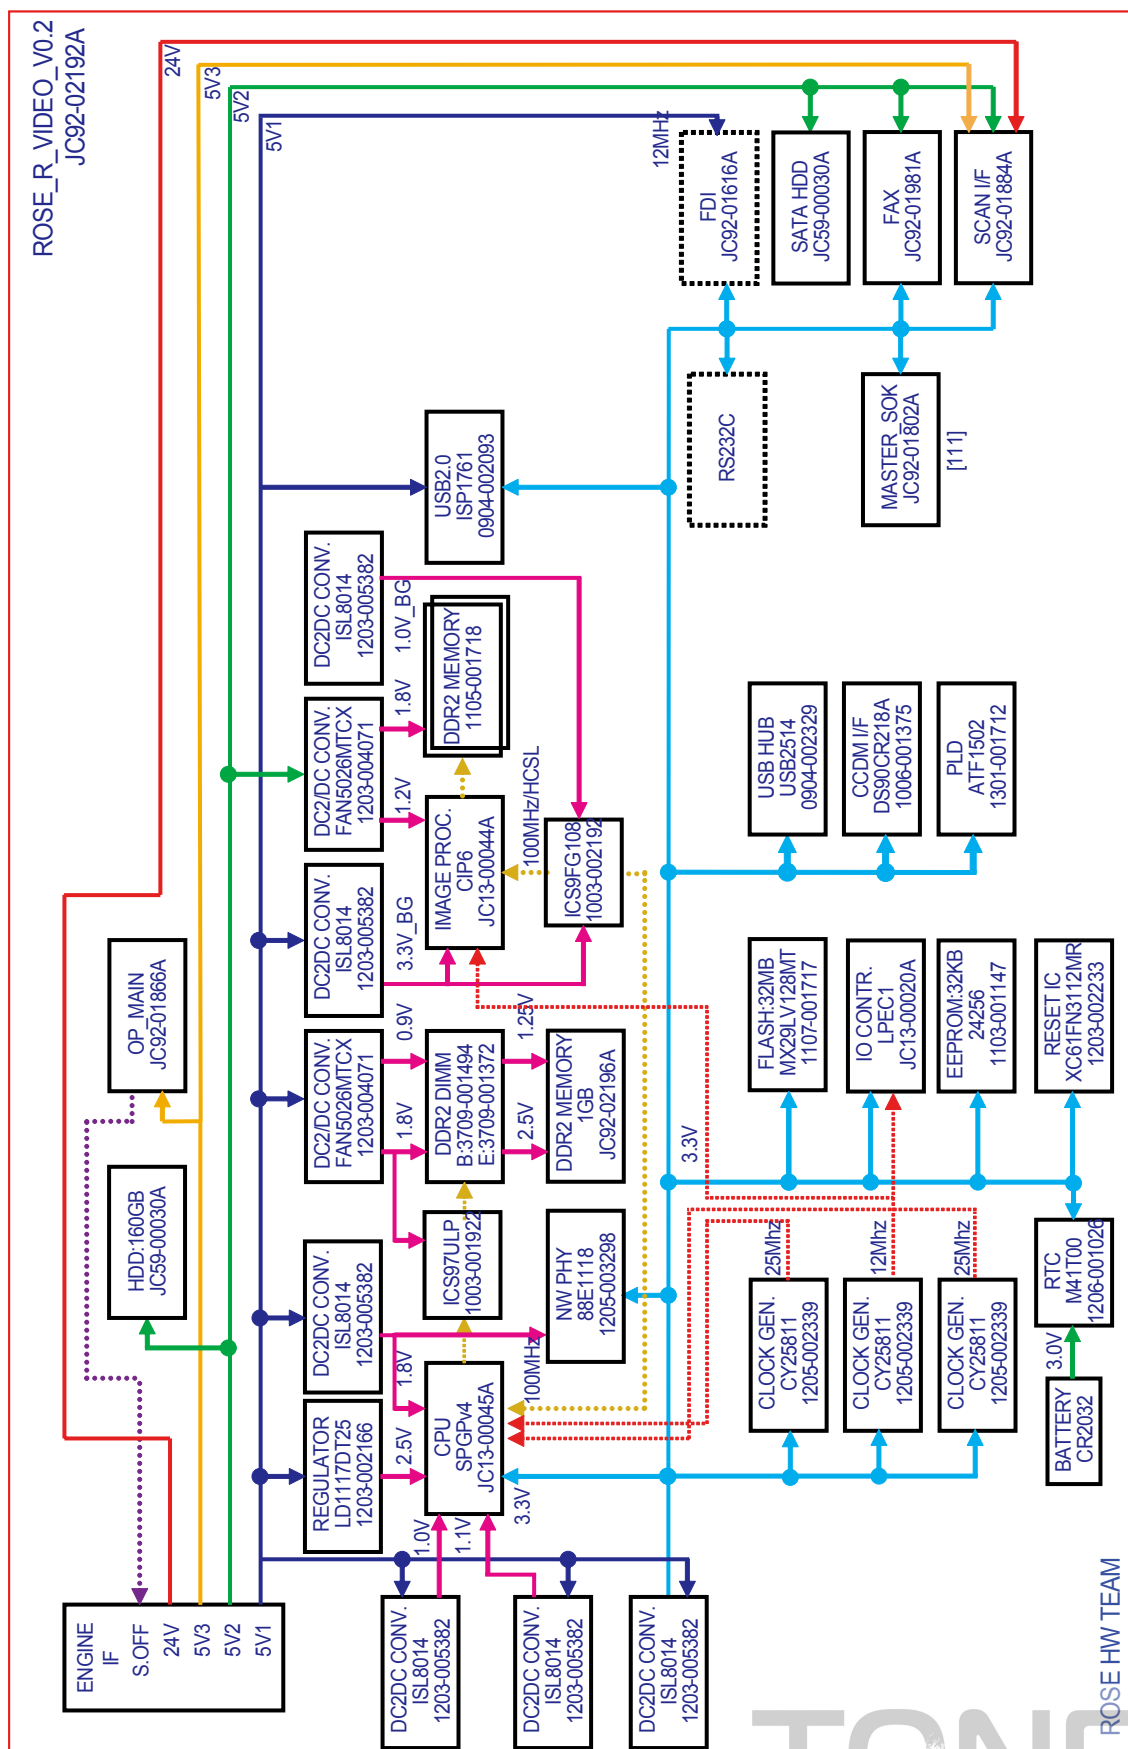 ROSE_R_VIDEO_V0.2
JC92-02192A
ENGINE
IF
S.OFF
24V
5V3
5V2
5V1
24V
5V3
5V2
5V1
HDD:160GB
JC59-00030A
OP_MAIN
JC92-01866A
REGULATOR
LD1117DT25
1203-002166
DC2DC CONV.
ISL8014
1203-005382
DC2/DC CONV.
FAN5026MTCX
1203-004071
DC2DC CONV.
ISL8014
1203-005382
DC2/DC CONV.
FAN5026MTCX
1203-004071
DC2DC CONV.
ISL8014
1203-005382
2.5V
1.8V
1.8V
0.9V
3.3V_BG
1.2V
1.8V
1.0V_BG
DC2DC CONV.
ISL8014
1203-005382
1.0V
DC2DC CONV.
ISL8014
1203-005382
1.1V
DC2DC CONV.
ISL8014
1203-005382
3.3V
CPU
SPGPv4
JC13-00045A
100MHz
ICS97ULP
1003-001922
DDR2 DIMM
B:3709-001494
E:3709-001372
2.5V
1.25V
IMAGE PROC.
CIP6
JC13-00044A
100MHz/HCSL
DDR2 MEMORY
1105-001718
USB2.0
ISP1761
0904-002093
NW PHY
88E1118
1205-003298
DDR2 MEMORY
1GB
JC92-02196A
ICS9FG108
1003-002192
3.3V
12MHz
FDI
JC92-01616A
SATA HDD
JC59-00030A
FAX
JC92-01981A
SCAN I/F
JC92-01884A
RS232C
MASTER_SOK
JC92-01802A
[111]
CLOCK GEN.
CY25811
1205-002339
25Mhz
CLOCK GEN.
CY25811
1205-002339
12Mhz
CLOCK GEN.
CY25811
1205-002339
25Mhz
FLASH:32MB
MX29LV128MT
1107-001717
IO CONTR.
LPEC1
JC13-00020A
EEPROM:32KB
24256
1103-001147
RESET IC
XC61FN3112MR
1203-002233
USB HUB
USB2514
0904-002329
CCDM I/F
DS90CR218A
1006-001375
PLD
ATF1502
1301-001712
BATTERY
CR2032
3.0V
RTC
M41T00
1206-001026
ROSE HW TEAM